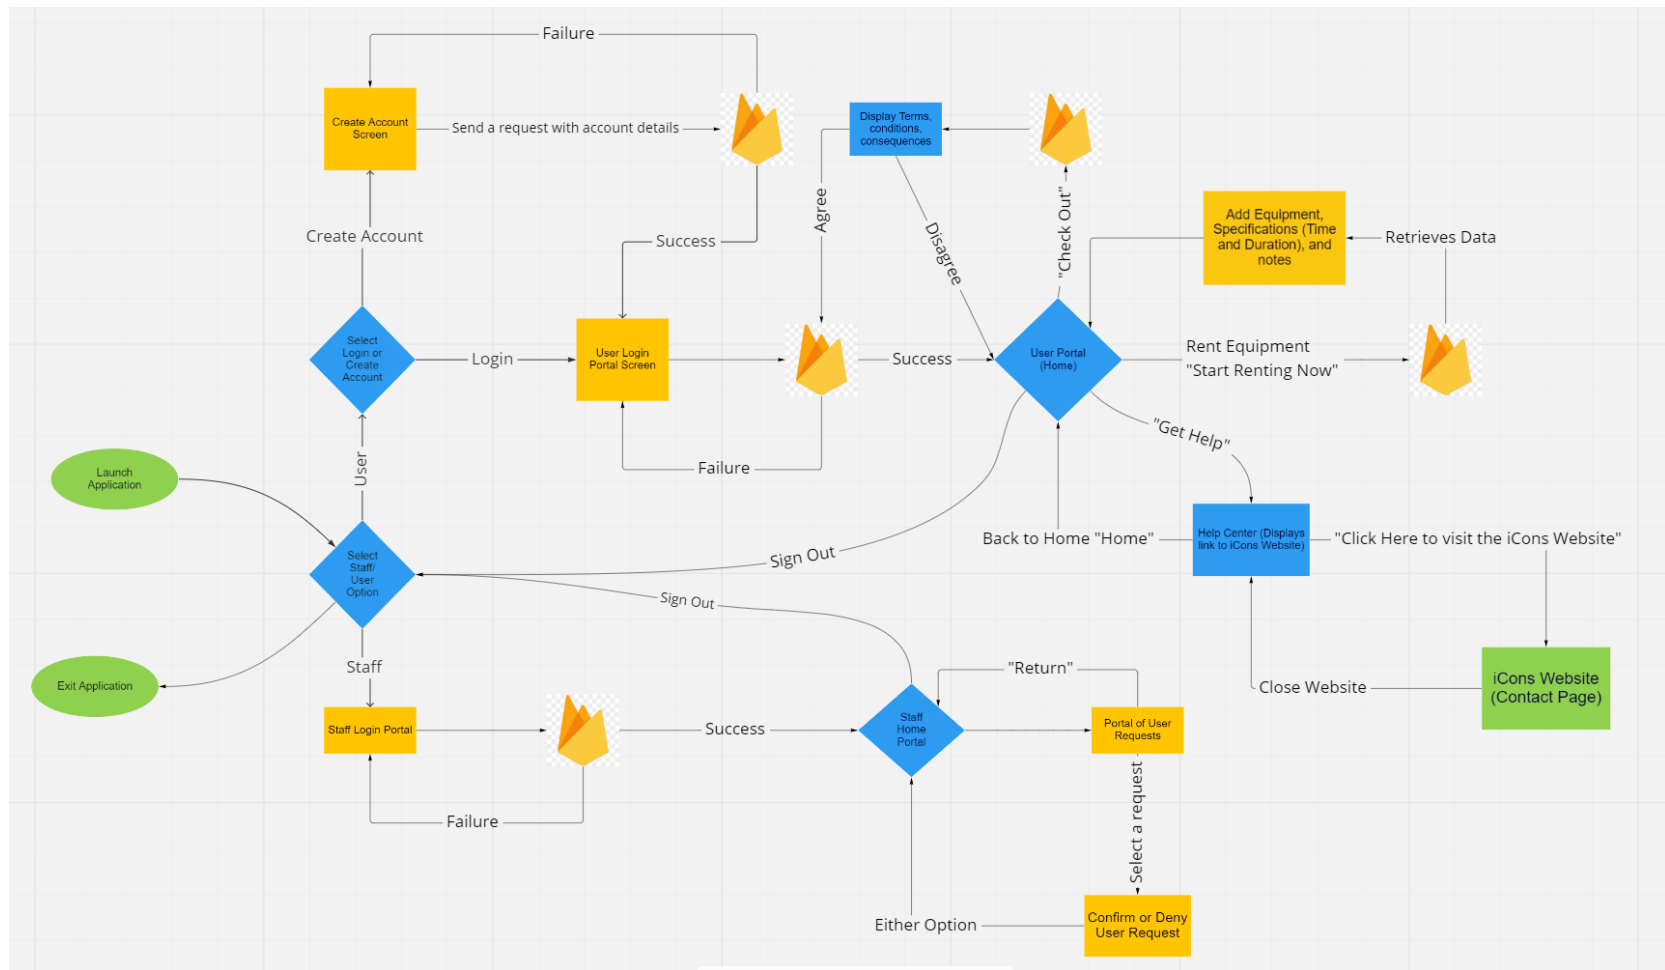 Failure
Create Account
Screen
Send a request with account details
Display Terms,
conditions,
consequences
Agree
Disagree
"Check Out"
Add Equipment,
Specifications (Time
and Duration), and
notes
Retrieves Data
Create Account
Success
Select
Login or
Create
Account
Login
User Login
Portal Screen
Success
User Portal
(Home)
Rent Equipment
"Start Renting Now"
"Get Help"
Failure
User
Launch
Application
Select
Staff/
User
Option
Sign Out
Back to Home "Home"
Help Center (Displays
link to iCons Website)
"Click Here to visit the iCons Website"
Sign Out
Exit Application
Staff
"Return"
Close Website
iCons Website
(Contact Page)
Staff Login Portal
Success
Staff
Home
Portal
Portal of User
Requests
Failure
Select a request
Either Option
Confirm or Deny
User Request